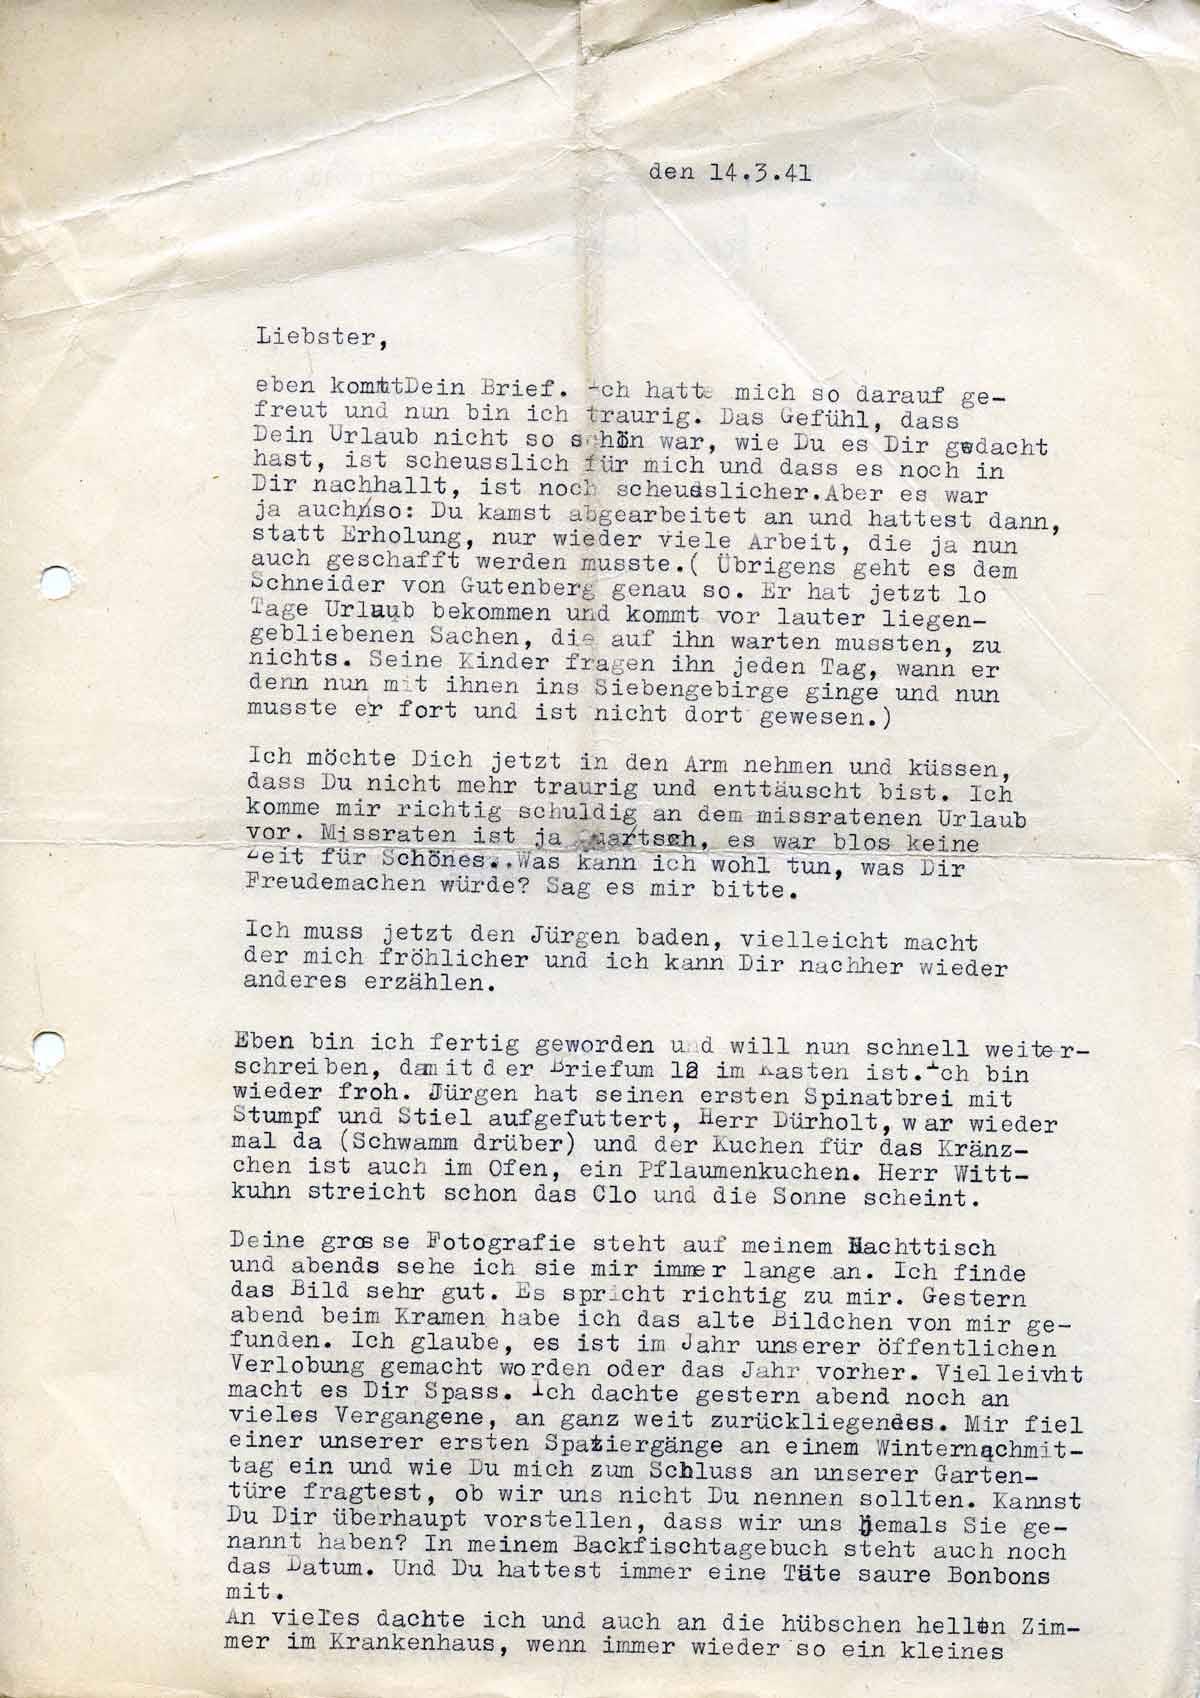 den 14.3.41
Liebster,
eben kommtDein Brief. Ich hatte mich so darauf ge-
freut und nun bin ich traurig. Das Gefühl, dass
Dein Urlaub nicht so schön war, wie Du es Dir gedacht
hast, ist scheusslich für mich und dass es noch in
Dir nachhallt, ist noch scheusslicher.Aber es war
ja auch so: Du kamst abgearbeitet an und hattest dann,
statt Erholung, nur wieder viele Arbeit, die ja nun
auch geschafft werden musste.( Übrigens geht es dem
Schneider von Gutenberg genau so. Er hat jetzt lo
Tage Urlaub bekommen und kommt vor lauter liegen-
gebliebenen Sachen, die auf ihn warten mussten, zu
nichts. Seine Kinder fragen ihn jeden Tag, wann er
denn nun mit ihnen ins Siebengebirge ginge und nun
musste er fort und ist nicht dort gewesen.)
Ich möchte Dich jetzt in den Arm nehmen und küssen,
dass Du nicht mehr traurig und enttäuscht bist. Ich
komme mir richtig schuldig an dem missratenen Urlaub
vor. Missraten ist ja Quartsch, es war blos keine
Zeit für Schönes..Was kann ich wohl tun, was Dir
Freudemachen würde? Sag es mir bitte.
Ich muss jetzt den Jürgen baden, vielleicht macht
der mich fröhlicher und ich kann Dir nachher wieder
anderes erzählen.
Eben bin ich fertig geworden und will nun schnell weiter-
schreiben, damit der Briefum 12 im Kasten ist.Ich bin
wieder froh. Jürgen hat seinen ersten Spinatbrei mit
Stumpf und Stiel aufgefuttert, Herr Dürholt, war wieder
mal da (Schwamm drüber) und der Kuchen für das Kränz-
chen ist auch im Ofen, ein Pflaumenkuchen. Herr Witt-
kuhn streicht schon das Clo und die Sonne scheint.
Deine grosse Fotografie steht auf meinem Nachttisch
und abends sehe ich sie mir immer lange an. Ich finde
das Bild sehr gut. Es spricht richtig zu mir. Gestern
abend beim Kramen habe ich das alte Bildchen von mir ge-
funden. Ich glaube, es ist im Jahr unserer öffentlichen
Verlobung gemacht worden oder das Jahr vorher. Vielleivht
macht es Dir Spass. Ich dachte gestern abend noch an
vieles Vergangene, an ganz weit zurückliegendes. Mir fiel
einer unserer ersten Spaziergänge an einem Winternachmit-
tag ein und wie Du mich zum Schluss an unserer Garten-
türe fragtest, ob wir uns nicht Du nennen sollten. Kannst
Du Dir überhaupt vorstellen, dass wir uns jemals Sie ge-
nannt haben? In meinem Backfischtagebuch steht auch noch
das Datum. Und Du hattest immer eine Tüte saure Bonbons
mit.
An vieles dachte ich und auch an die hübschen hellen Zim-
mer im Krankenhaus, wenn immer wieder so ein kleines